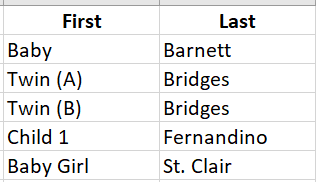 First Last
Baby Barnett
Twin (A) Bridges
Twin (B) Bridges
Child 1 Fernandino
Baby Girl St. Clair